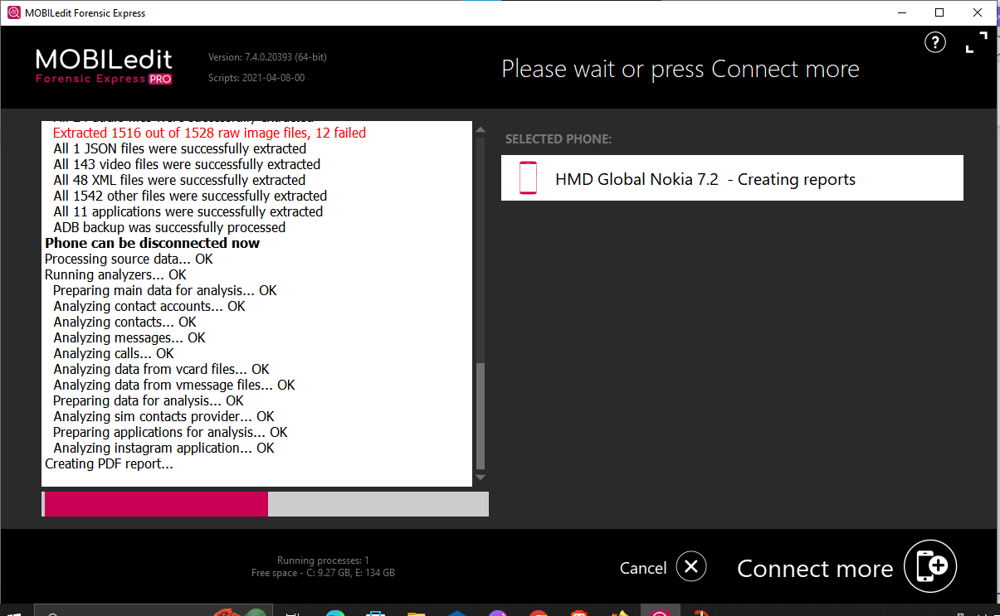 MOBILedit Forensic Express
MOBILedit
Forensic Express PRO
Version: 7.4.0.20393 (64-bit)
Scripts: 2021-04-08-00
Please wait or press Connect more
?
Extracted 1516 out of 1528 raw image files, 12 failed
All 1 JSON files were successfully extracted
All 143 video files were successfully extracted
All 48 XML files were successfully extracted
All 1542 other files were successfully extracted
All 11 applications were successfully extracted
ADB backup was successfully processed
Phone can be disconnected now
Processing source data... OK
Running analyzers... OK
Preparing main data for analysis... OK
Analyzing contact accounts... OK
Analyzing contacts... OK
Analyzing messages... OK
Analyzing calls... OK
Analyzing data from vcard files... OK
Analyzing data from vmessage files... OK
Preparing data for analysis... OK
Analyzing sim contacts provider... OK
Preparing applications for analysis... OK
Analyzing instagram application... OK
Creating PDF report...
SELECTED PHONE:
HMD Global Nokia 7.2 - Creating reports
Running processes: 1
Free space - C: 9.27 GB, E: 134 GB
Cancel
Connect more